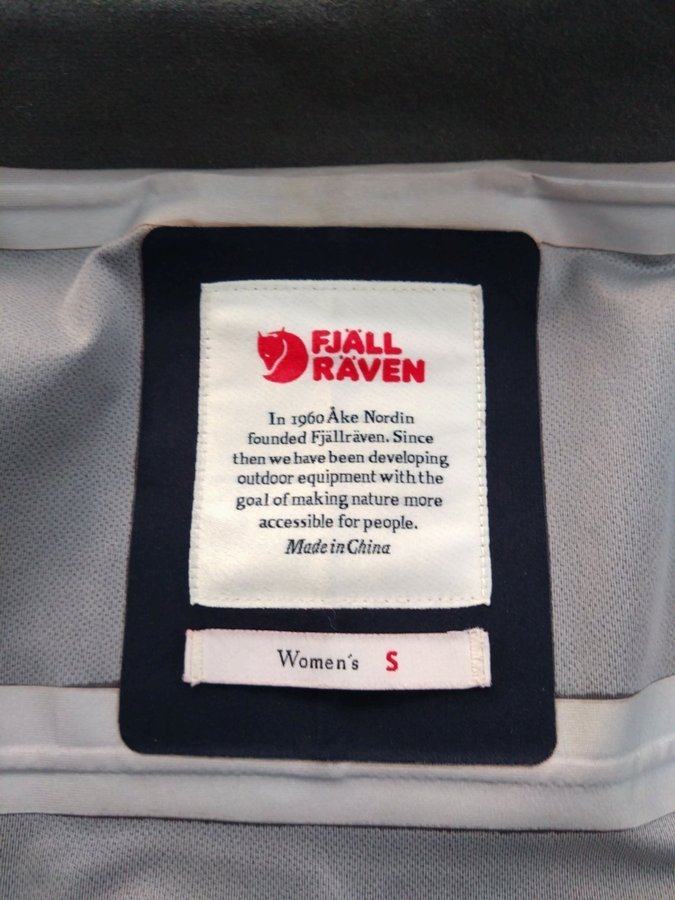 FJÄLL
RÄVEN
In 1960 Åke Nordin
founded Fjällräven. Since
then we have been developing
outdoor equipment with the
goal of making nature more
accessible for people.
Made in China
Women's S